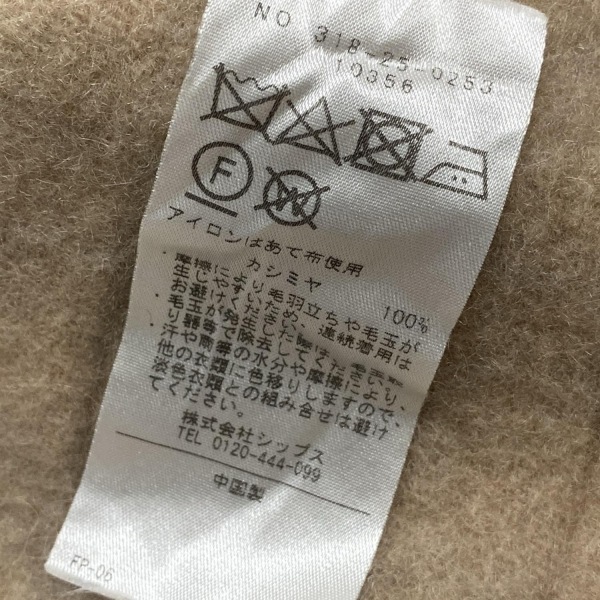 NO 318-25-0253
10356
F
W
アイロンはあて布使用
カシミヤ 100%
・摩擦により毛羽立ちや毛玉が
生じやすいため、連続着用は
お避けください。
・毛玉が発生した際は、毛玉取
り器等で除去してください。
・汗や雨等の水分や摩擦により、
他の衣類に色移りしますので、
淡色衣類との組み合せは避け
てください。
株式会社シップス
TEL 0120-444-099
中国製
FP-06